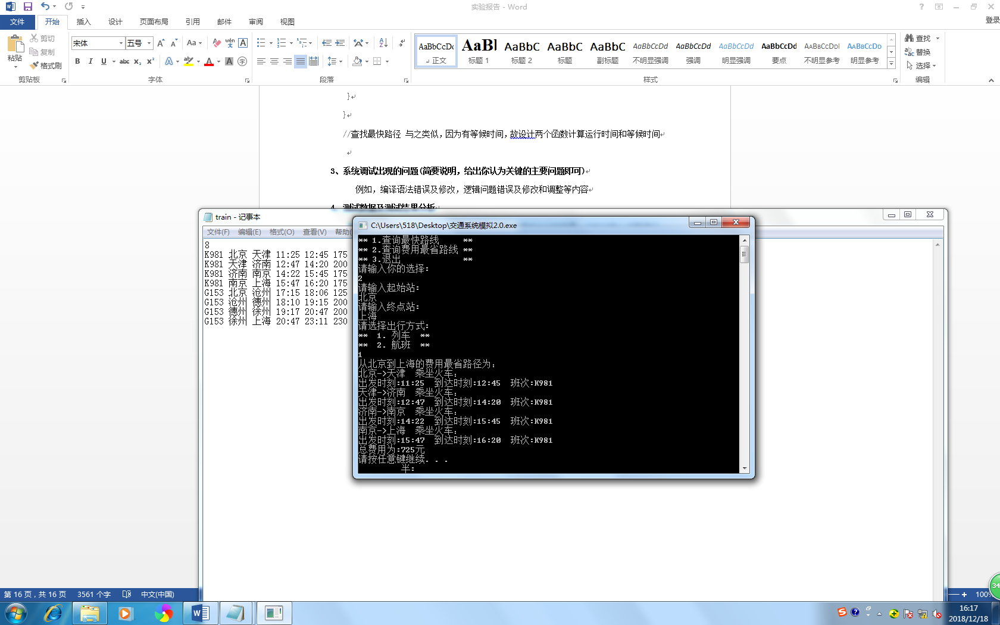 实验报告 - Word
登录
文件 开始 插入 设计 页面布局 引用 邮件 审阅 视图
粘贴 剪切 复制 格式刷
宋体 五号
AaBbCcDc AaBl AaBbC AaBbC AaBbC AaBbCcDd AaBbCcDd AaBbCcDd AaBbCcDd AaBbCcDd AaBbCcDd
正文 标题 1 标题 2 标题 副标题 不明显强调 强调 明显强调 要点 不明显参考 明显参考
查找 替换 选择
剪贴板 字体 段落 样式 编辑
}
}
//查找最快路径 与之类似，因为有等候时间，故设计两个函数计算运行时间和等候时间
3、系统调试出现的问题(简要说明，给出你认为关键的主要问题即可)
例如，编译语法错误及修改，逻辑问题错误及修改和调整等内容
4、测试数据及测试结果分析
train - 记事本
文件(F) 编辑(E) 格式(O) 查看(V) 帮助(
8
K981 北京 天津 11:25 12:45 175
K981 天津 济南 12:47 14:20 200
K981 济南 南京 14:22 15:45 175
K981 南京 上海 15:47 16:20 175
G153 北京 沧州 17:15 18:06 125
G153 沧州 德州 18:10 19:15 200
G153 德州 徐州 19:17 20:47 200
G153 徐州 上海 20:47 23:11 230
C:\Users\518\Desktop\交通系统模拟2.0.exe
** 1.查询最快路线 **
** 2.查询费用最省路线 **
** 3.退出 **
请输入你的选择:
2
请输入起始站:
北京
请输入终点站:
上海
请选择出行方式:
** 1. 列车 **
** 2. 航班 **
1
从北京到上海的费用最省路径为:
北京->天津 乘坐火车:
出发时刻:11:25 到达时刻:12:45 班次:K981
天津->济南 乘坐火车:
出发时刻:12:47 到达时刻:14:20 班次:K981
济南->南京 乘坐火车:
出发时刻:14:22 到达时刻:15:45 班次:K981
南京->上海 乘坐火车:
出发时刻:15:47 到达时刻:16:20 班次:K981
总费用为:725元
请按任意键继续. . .
半:
第 16 页，共 16 页 3561 个字 中文(中国) 100%
34
16:17
2018/12/18